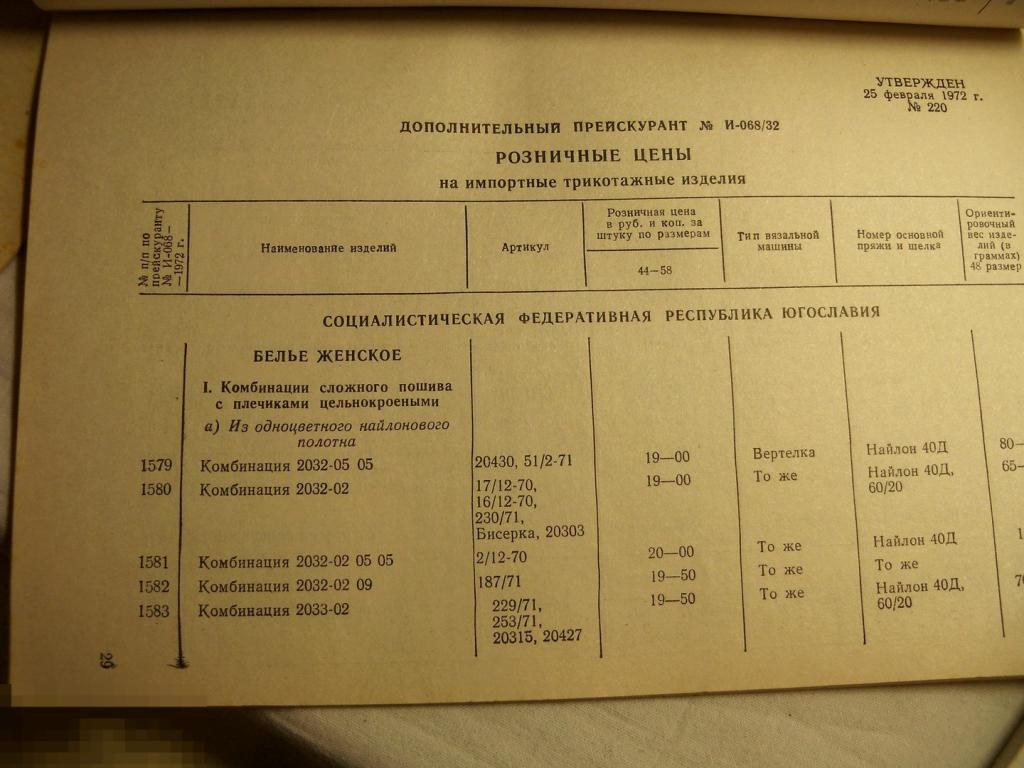 УТВЕРЖДЕН
25 февраля 1972 г.
№ 220
ДОПОЛНИТЕЛЬНЫЙ ПРЕЙСКУРАНТ № И-068/32
РОЗНИЧНЫЕ ЦЕНЫ
на импортные трикотажные изделия
№ п/п по
прейскуранту
№ И-068—
—1972 г.
Наименование изделий
Артикул
Розничная цена
в руб. и коп. за
штуку по размерам
44—58
Тип вязальной
машины
Номер основной
пряжи и шелка
Ориенти-
ровочный
вес изде-
лий (в
граммах)
48 размер
СОЦИАЛИСТИЧЕСКАЯ ФЕДЕРАТИВНАЯ РЕСПУБЛИКА ЮГОСЛАВИЯ
БЕЛЬЕ ЖЕНСКОЕ
I. Комбинации сложного пошива
с плечиками цельнокроеными
а) Из одноцветного найлонового
полотна
1579 Комбинация 2032-05 05 20430, 51/2-71 19—00 Вертелка Найлон 40Д 80—
1580 Комбинация 2032-02 17/12-70, 19—00 То же Найлон 40Д, 65—
16/12-70, 60/20
230/71,
Бисерка, 20303
1581 Комбинация 2032-02 05 05 2/12-70 20—00 То же Найлон 40Д
1582 Комбинация 2032-02 09 187/71 19—50 То же То же
1583 Комбинация 2033-02 229/71, 19—50 То же Найлон 40Д,
253/71, 60/20
20315, 20427
29